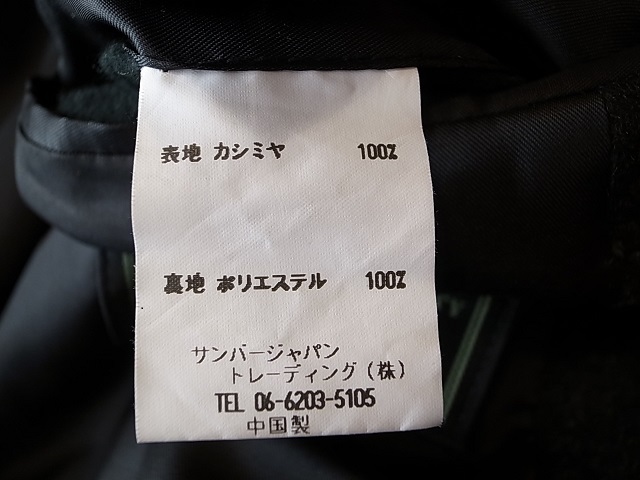 表地 カシミヤ 100%
裏地 ポリエステル 100%
サンバージャパン
トレーディング(株)
TEL 06-6203-5105
中国製